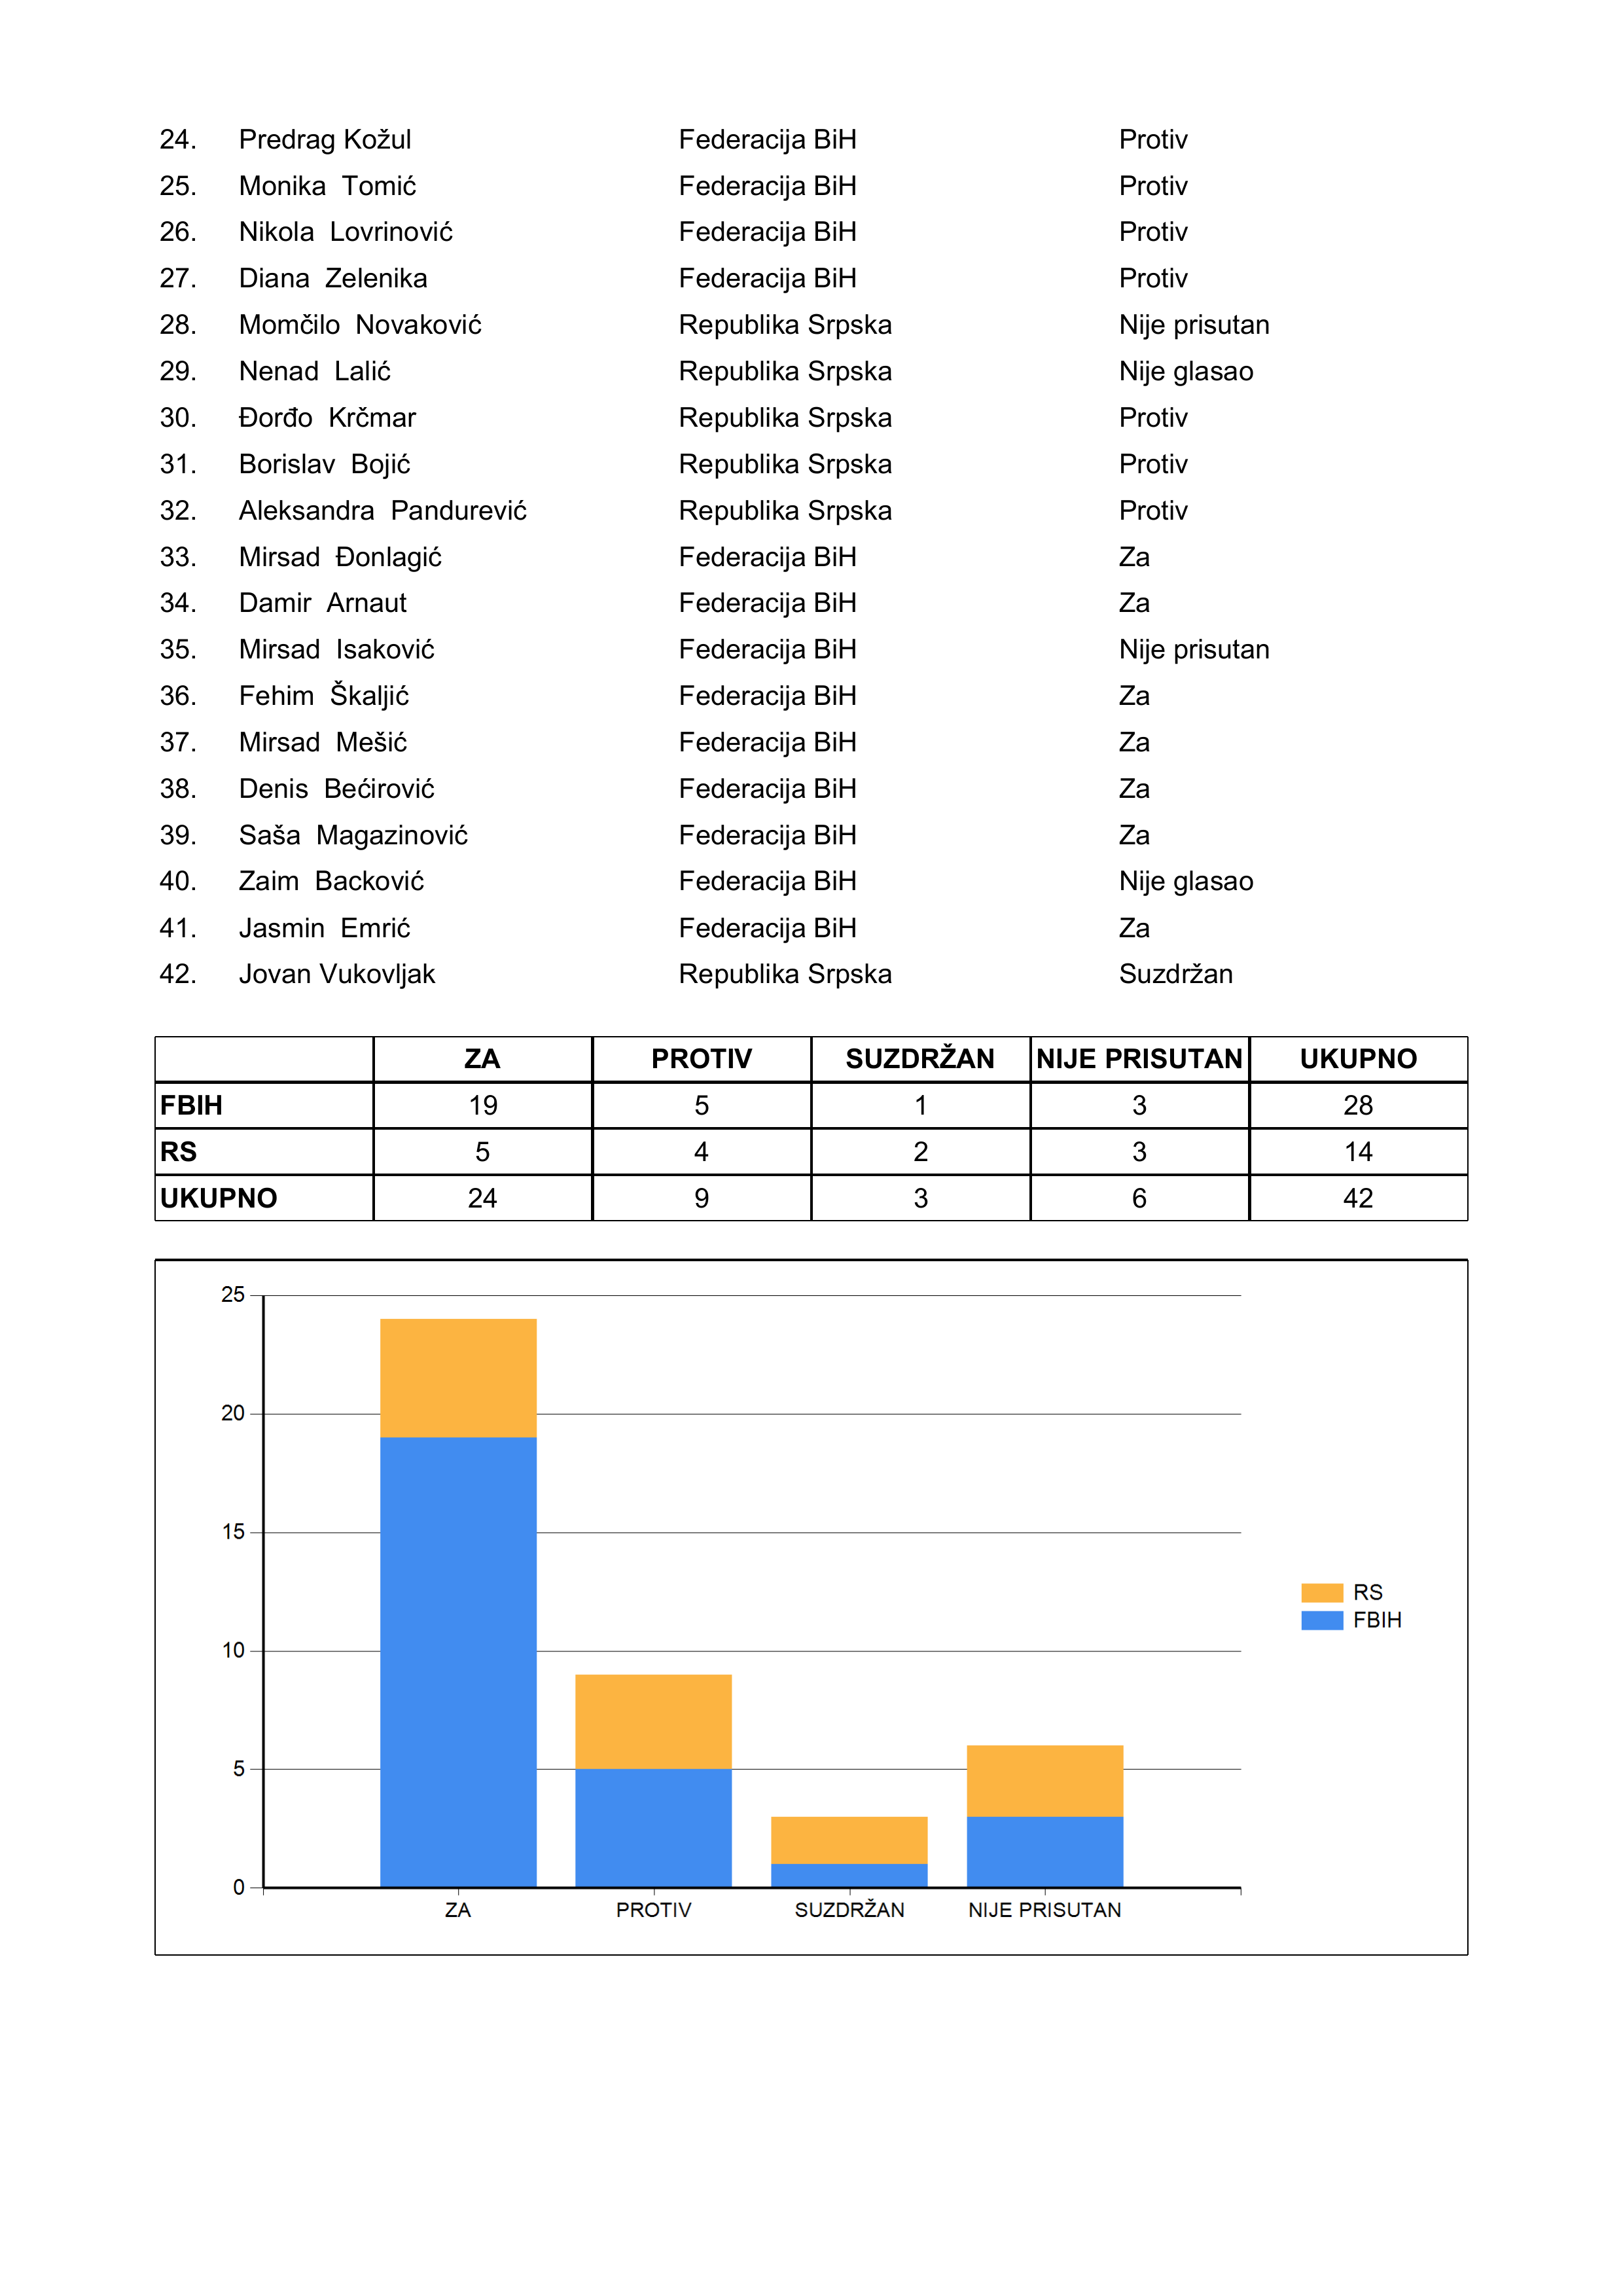 24. Predrag Kožul Federacija BiH Protiv
25. Monika Tomić Federacija BiH Protiv
26. Nikola Lovrinović Federacija BiH Protiv
27. Diana Zelenika Federacija BiH Protiv
28. Momčilo Novaković Republika Srpska Nije prisutan
29. Nenad Lalić Republika Srpska Nije glasao
30. Đorđo Krčmar Republika Srpska Protiv
31. Borislav Bojić Republika Srpska Protiv
32. Aleksandra Pandurević Republika Srpska Protiv
33. Mirsad Đonlagić Federacija BiH Za
34. Damir Arnaut Federacija BiH Za
35. Mirsad Isaković Federacija BiH Nije prisutan
36. Fehim Škaljić Federacija BiH Za
37. Mirsad Mešić Federacija BiH Za
38. Denis Bećirović Federacija BiH Za
39. Saša Magazinović Federacija BiH Za
40. Zaim Backović Federacija BiH Nije glasao
41. Jasmin Emrić Federacija BiH Za
42. Jovan Vukovljak Republika Srpska Suzdržan
ZA PROTIV SUZDRŽAN NIJE PRISUTAN UKUPNO
FBIH 19 5 1 3 28
RS 5 4 2 3 14
UKUPNO 24 9 3 6 42
25
20
15
10
5
0
ZA PROTIV SUZDRŽAN NIJE PRISUTAN
RS
FBIH